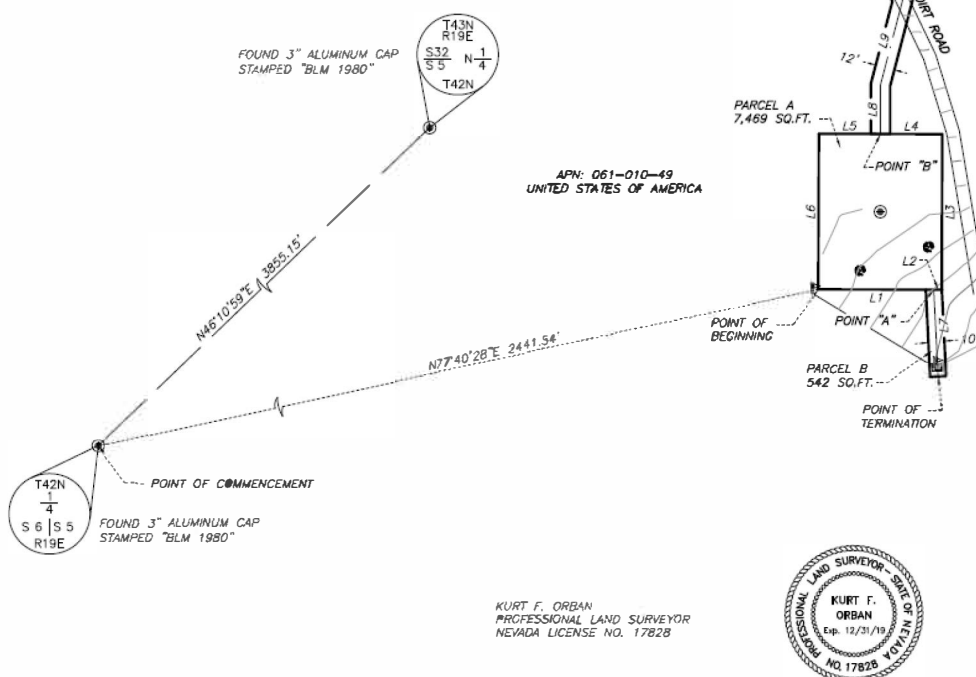 T43N
R19E
S32
S 5
N 1/4
T42N
FOUND 3" ALUMINUM CAP
STAMPED "BLM 1980"
DIRT ROAD
L9
12'
L8
PARCEL A
7,469 SQ.FT.
L5
L4
POINT "B"
APN: 061-010-49
UNITED STATES OF AMERICA
L6
L3
N46°10'59"E 3855.15'
L2
L1
POINT OF
BEGINNING
POINT "A"
L7
10
N77°40'28"E 2441.54'
PARCEL B
542 SQ.FT.
POINT OF
TERMINATION
POINT OF COMMENCEMENT
T42N
1/4
S 6 | S 5
R19E
FOUND 3" ALUMINUM CAP
STAMPED "BLM 1980"
KURT F. ORBAN
PROFESSIONAL LAND SURVEYOR
NEVADA LICENSE NO. 17828
PROFESSIONAL LAND SURVEYOR - STATE OF NEVADA
KURT F.
ORBAN
Exp. 12/31/19
NO. 17828